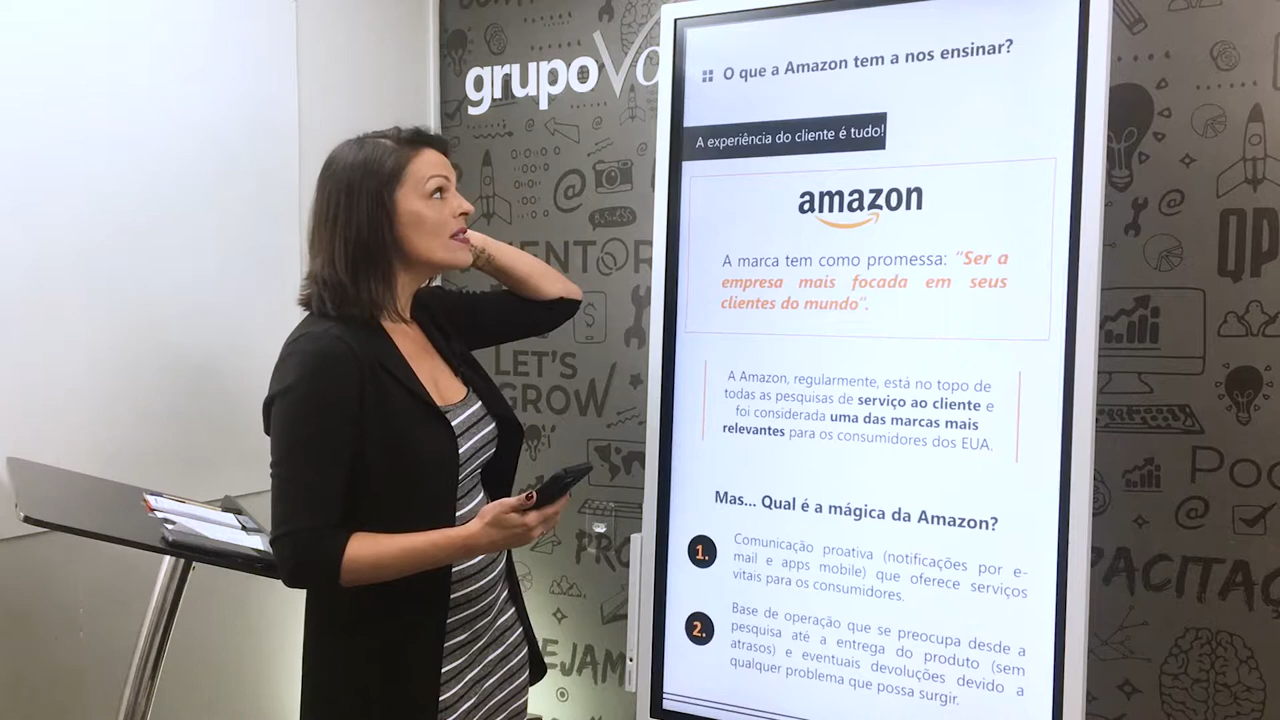 grupo
O que a Amazon tem a nos ensinar?
A experiência do cliente é tudo!
amazon
A marca tem como promessa: “Ser a
empresa mais focada em seus
clientes do mundo”.
A Amazon, regularmente, está no topo de
todas as pesquisas de serviço ao cliente e
foi considerada uma das marcas mais
relevantes para os consumidores dos EUA.
Mas... Qual é a mágica da Amazon?
1.
Comunicação proativa (notificações por e-
mail e apps mobile) que oferece serviços
vitais para os consumidores.
2.
Base de operação que se preocupa desde a
pesquisa até a entrega do produto (sem
atrasos) e eventuais devoluções devido a
qualquer problema que possa surgir.
BUSINESS
LET'S
GROW